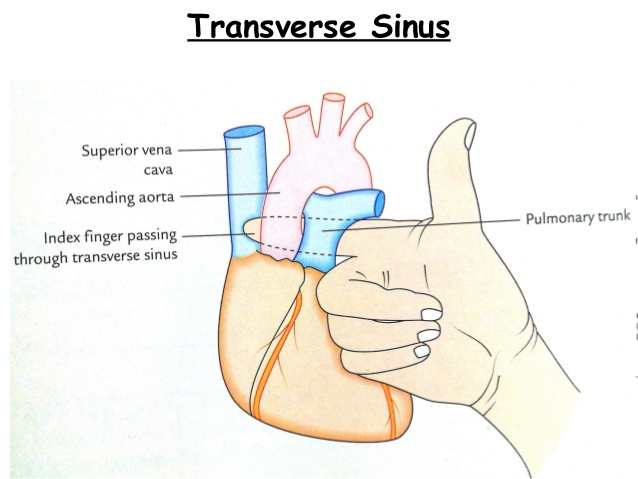 Transverse Sinus
Superior vena
cava
Ascending aorta
Index finger passing
through transverse sinus
Pulmonary trunk